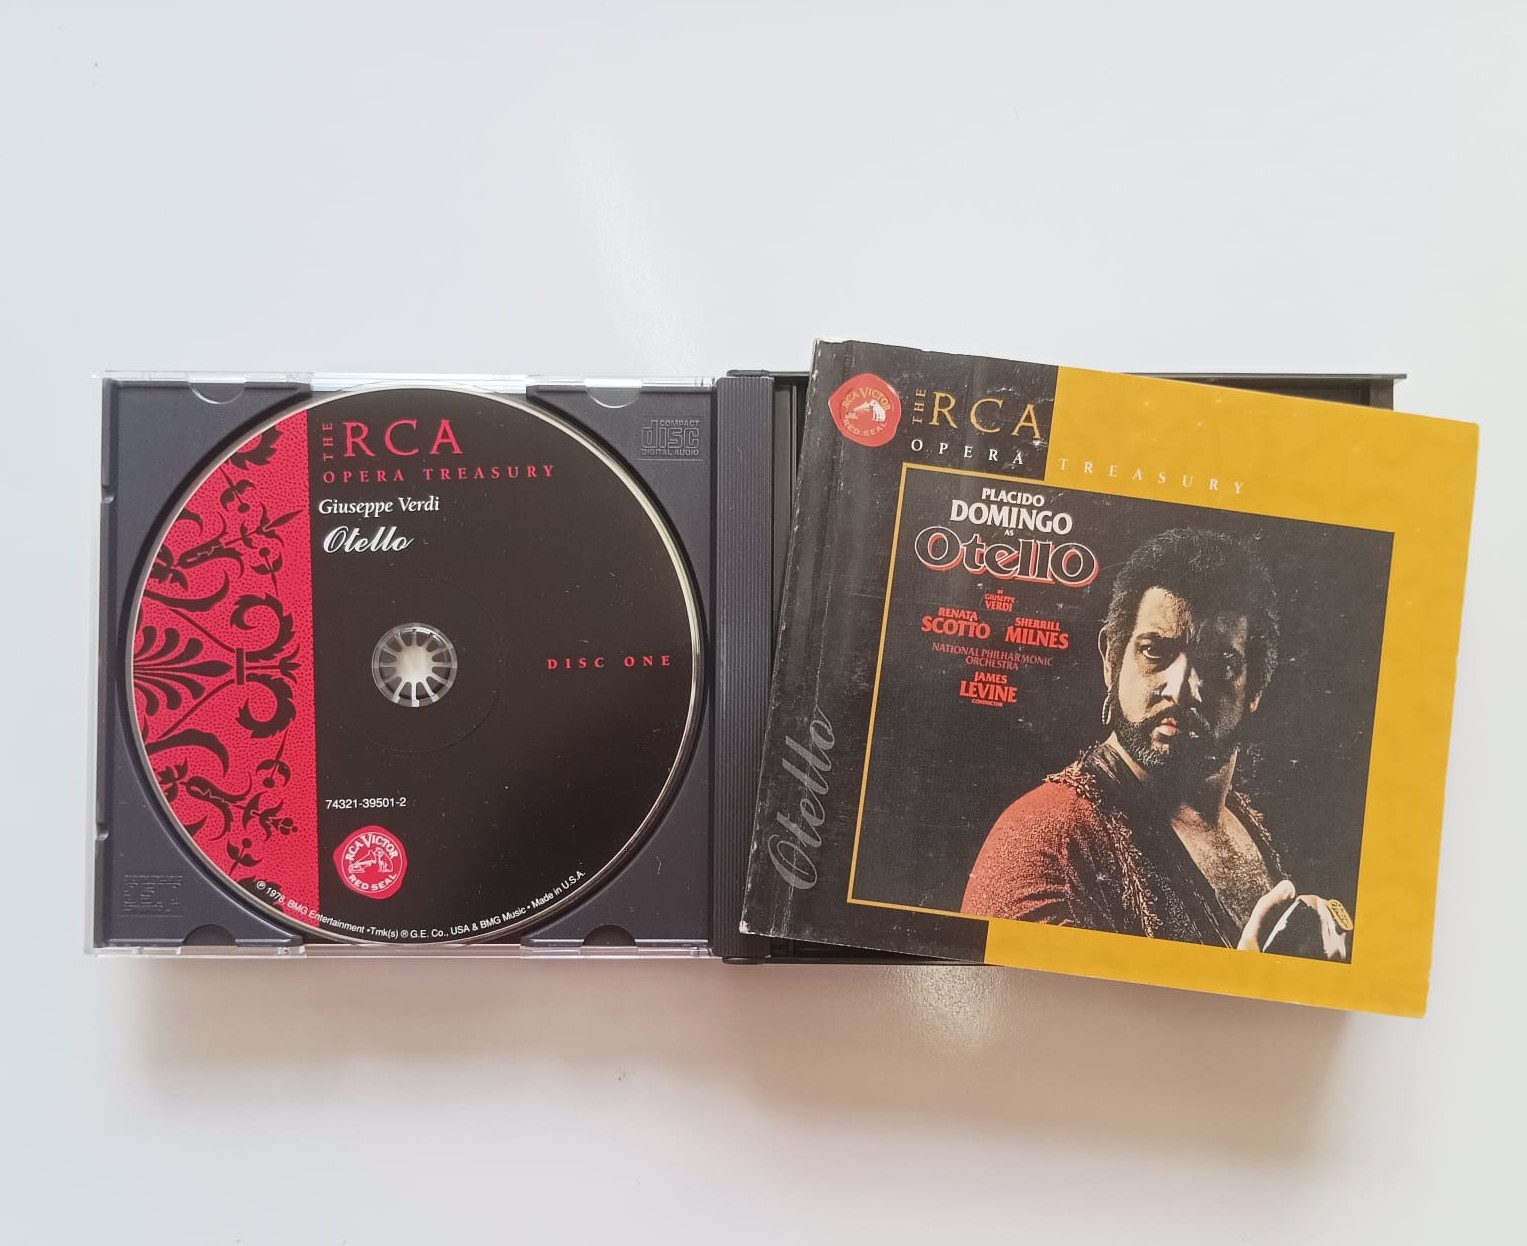 THE RCA
OPERA TREASURY
Giuseppe Verdi
Otello
DISC ONE
74321-39501-2
RCA VICTOR
RED SEAL
℗ 1978, BMG Entertainment • Tmk(s) ® G.E. Co., USA & BMG Music • Made in U.S.A.
COMPACT
disc
DIGITAL AUDIO
RCA VICTOR
RED SEAL
THE RCA
OPERA TREASURY
PLACIDO
DOMINGO
AS
Otello
BY
GIUSEPPE
VERDI
RENATA
SCOTTO
SHERRILL
MILNES
NATIONAL PHILHARMONIC
ORCHESTRA
JAMES
LEVINE
CONDUCTOR
Otello